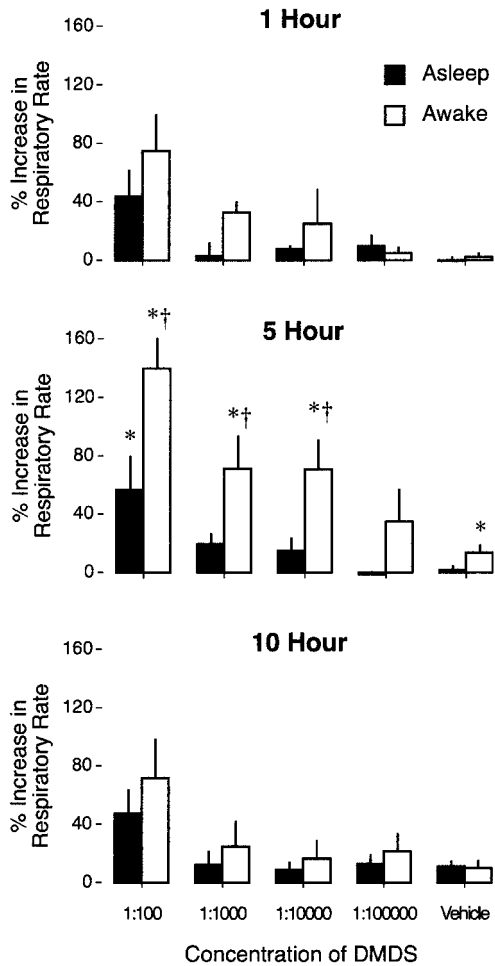 1 Hour
160
120
80
40
0
% Increase in
Respiratory Rate
Asleep
Awake
5 Hour
160
120
80
40
0
% Increase in
Respiratory Rate
*
*†
*†
*†
*
10 Hour
160
120
80
40
0
% Increase in
Respiratory Rate
1:100 1:1000 1:10000 1:100000 Vehicle
Concentration of DMDS